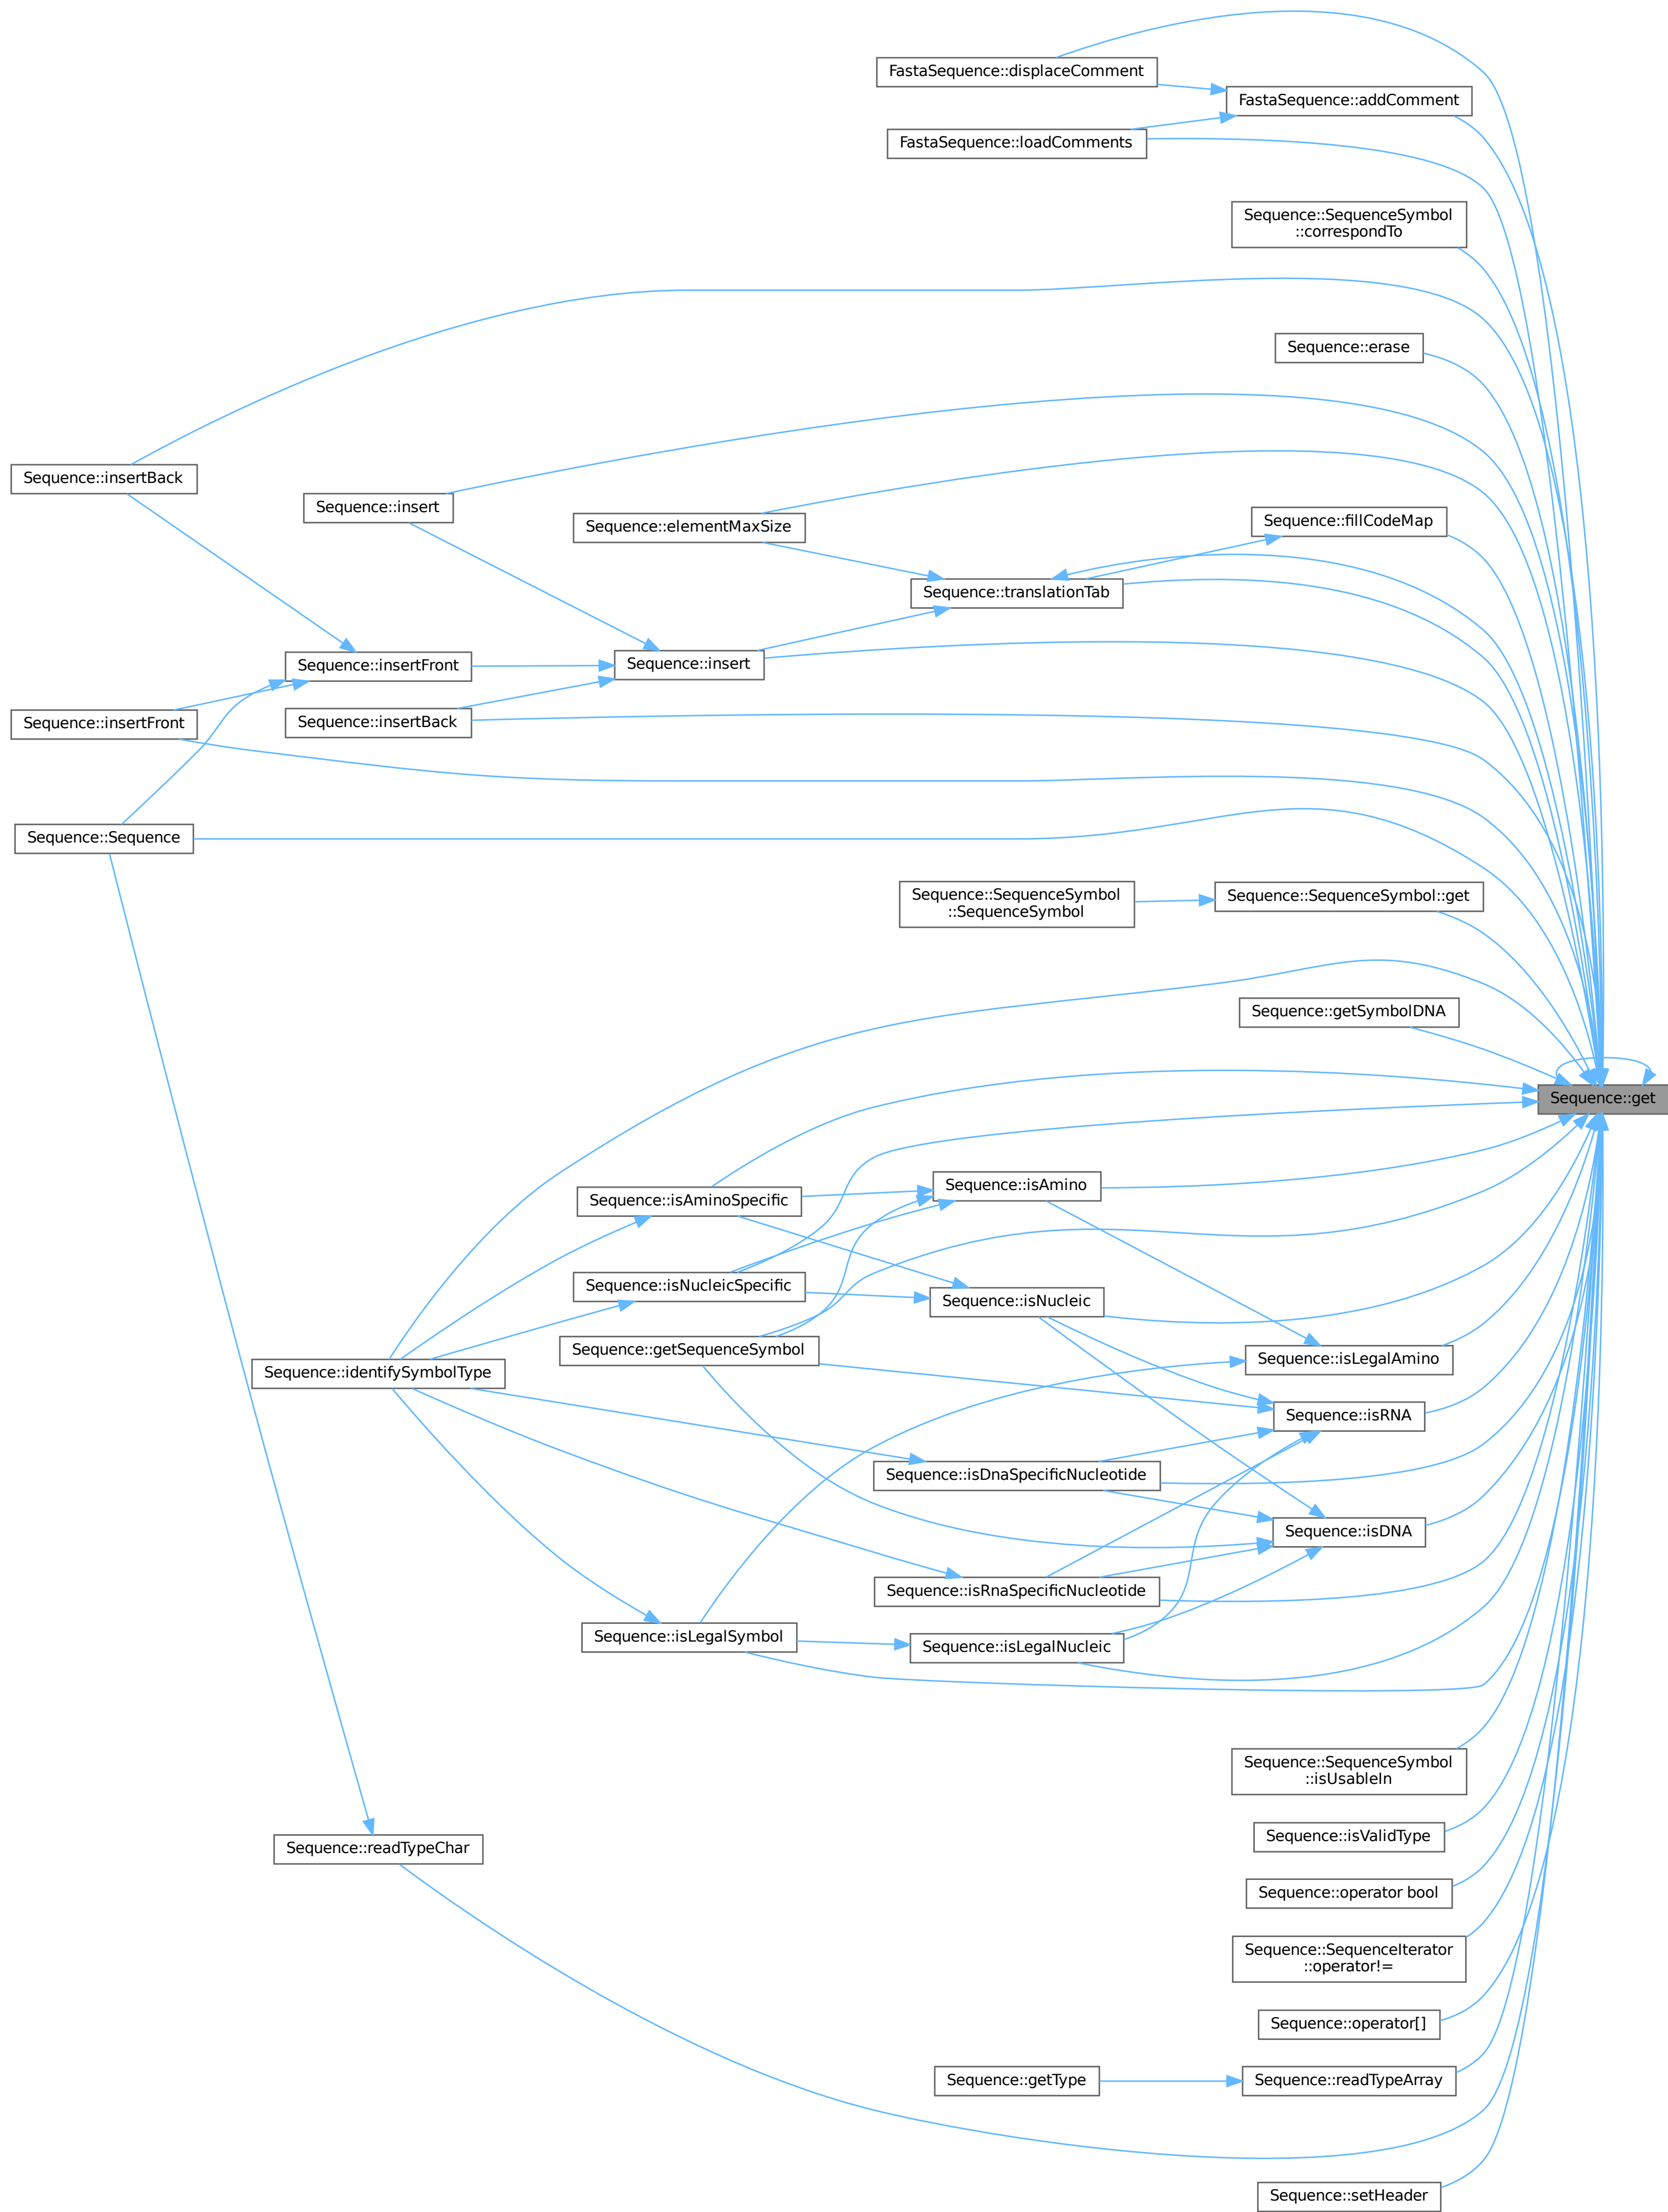 FastaSequence::displaceComment
FastaSequence::addComment
FastaSequence::loadComments
Sequence::SequenceSymbol
::correspondTo
Sequence::erase
Sequence::insertBack
Sequence::insert
Sequence::elementMaxSize
Sequence::fillCodeMap
Sequence::translationTab
Sequence::insertFront
Sequence::insert
Sequence::insertFront
Sequence::insertBack
Sequence::Sequence
Sequence::SequenceSymbol
::SequenceSymbol
Sequence::SequenceSymbol::get
Sequence::getSymbolDNA
Sequence::get
Sequence::isAminoSpecific
Sequence::isAmino
Sequence::isNucleicSpecific
Sequence::isNucleic
Sequence::getSequenceSymbol
Sequence::isLegalAmino
Sequence::identifySymbolType
Sequence::isRNA
Sequence::isDnaSpecificNucleotide
Sequence::isDNA
Sequence::isRnaSpecificNucleotide
Sequence::isLegalSymbol
Sequence::isLegalNucleic
Sequence::SequenceSymbol
::isUsableIn
Sequence::isValidType
Sequence::readTypeChar
Sequence::operator bool
Sequence::SequenceIterator
::operator!=
Sequence::operator[]
Sequence::getType
Sequence::readTypeArray
Sequence::setHeader